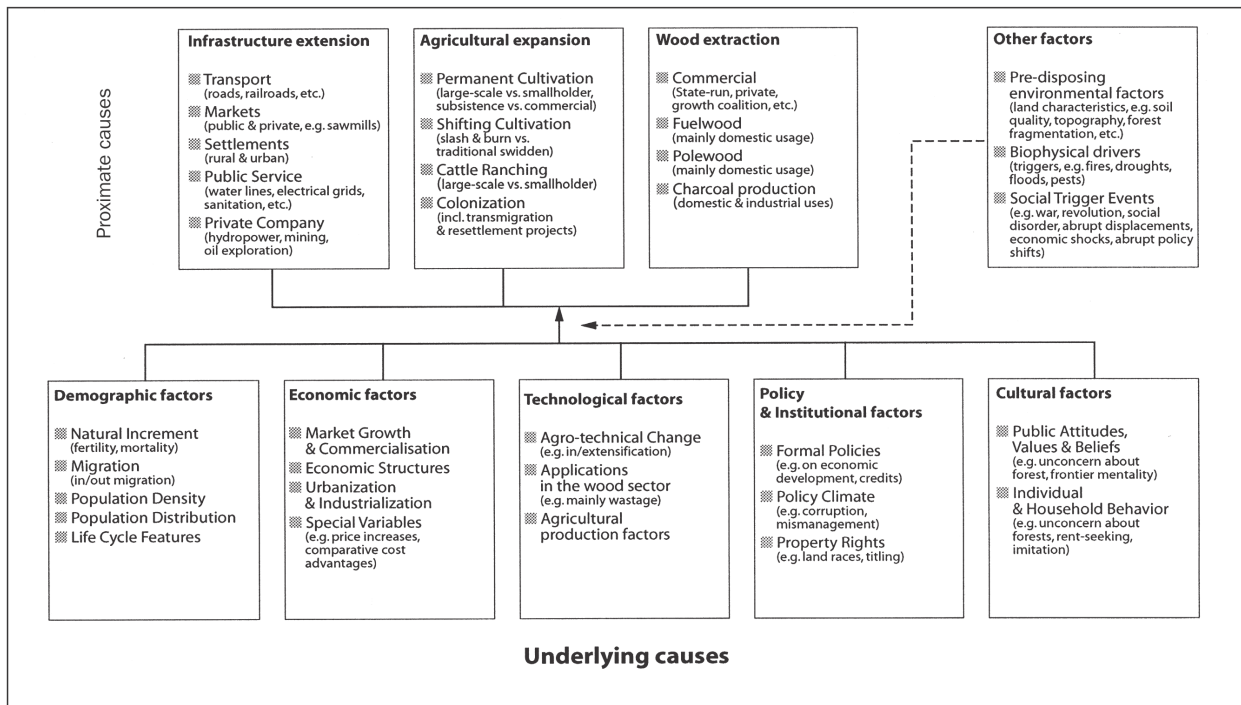 Proximate causes
Infrastructure extension
Transport
(roads, railroads, etc.)
Markets
(public & private, e.g. sawmills)
Settlements
(rural & urban)
Public Service
(water lines, electrical grids,
sanitation, etc.)
Private Company
(hydropower, mining,
oil exploration)
Agricultural expansion
Permanent Cultivation
(large-scale vs. smallholder,
subsistence vs. commercial)
Shifting Cultivation
(slash & burn vs.
traditional swidden)
Cattle Ranching
(large-scale vs. smallholder)
Colonization
(incl. transmigration
& resettlement projects)
Wood extraction
Commercial
(State-run, private,
growth coalition, etc.)
Fuelwood
(mainly domestic usage)
Polewood
(mainly domestic usage)
Charcoal production
(domestic & industrial uses)
Other factors
Pre-disposing
environmental factors
(land characteristics, e.g. soil
quality, topography, forest
fragmentation, etc.)
Biophysical drivers
(triggers, e.g. fires, droughts,
floods, pests)
Social Trigger Events
(e.g. war, revolution, social
disorder, abrupt displacements,
economic shocks, abrupt policy
shifts)
Demographic factors
Natural Increment
(fertility, mortality)
Migration
(in/out migration)
Population Density
Population Distribution
Life Cycle Features
Economic factors
Market Growth
& Commercialisation
Economic Structures
Urbanization
& Industrialization
Special Variables
(e.g. price increases,
comparative cost
advantages)
Technological factors
Agro-technical Change
(e.g. in/extensification)
Applications
in the wood sector
(e.g. mainly wastage)
Agricultural
production factors
Policy
& Institutional factors
Formal Policies
(e.g. on economic
development, credits)
Policy Climate
(e.g. corruption,
mismanagement)
Property Rights
(e.g. land races, titling)
Cultural factors
Public Attitudes,
Values & Beliefs
(e.g. unconcern about
forest, frontier mentality)
Individual
& Household Behavior
(e.g. unconcern about
forests, rent-seeking,
imitation)
Underlying causes